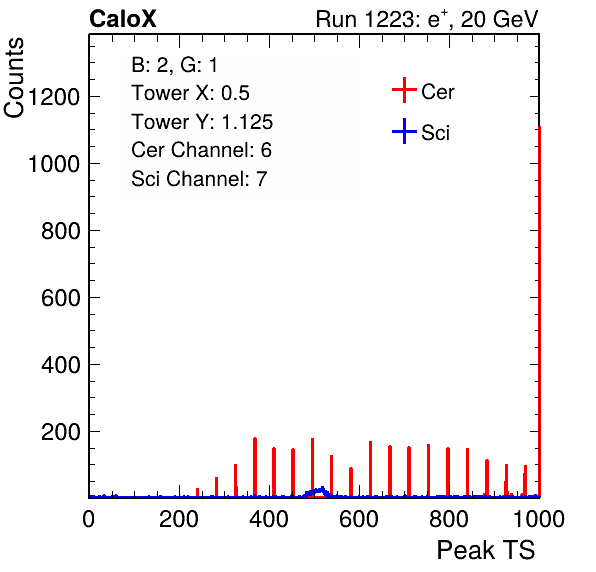 CaloX Run 1223: e+, 20 GeV
Counts
B: 2, G: 1
Tower X: 0.5
Tower Y: 1.125
Cer Channel: 6
Sci Channel: 7
Cer
Sci
1200
1000
800
600
400
200
0 200 400 600 800 1000
Peak TS